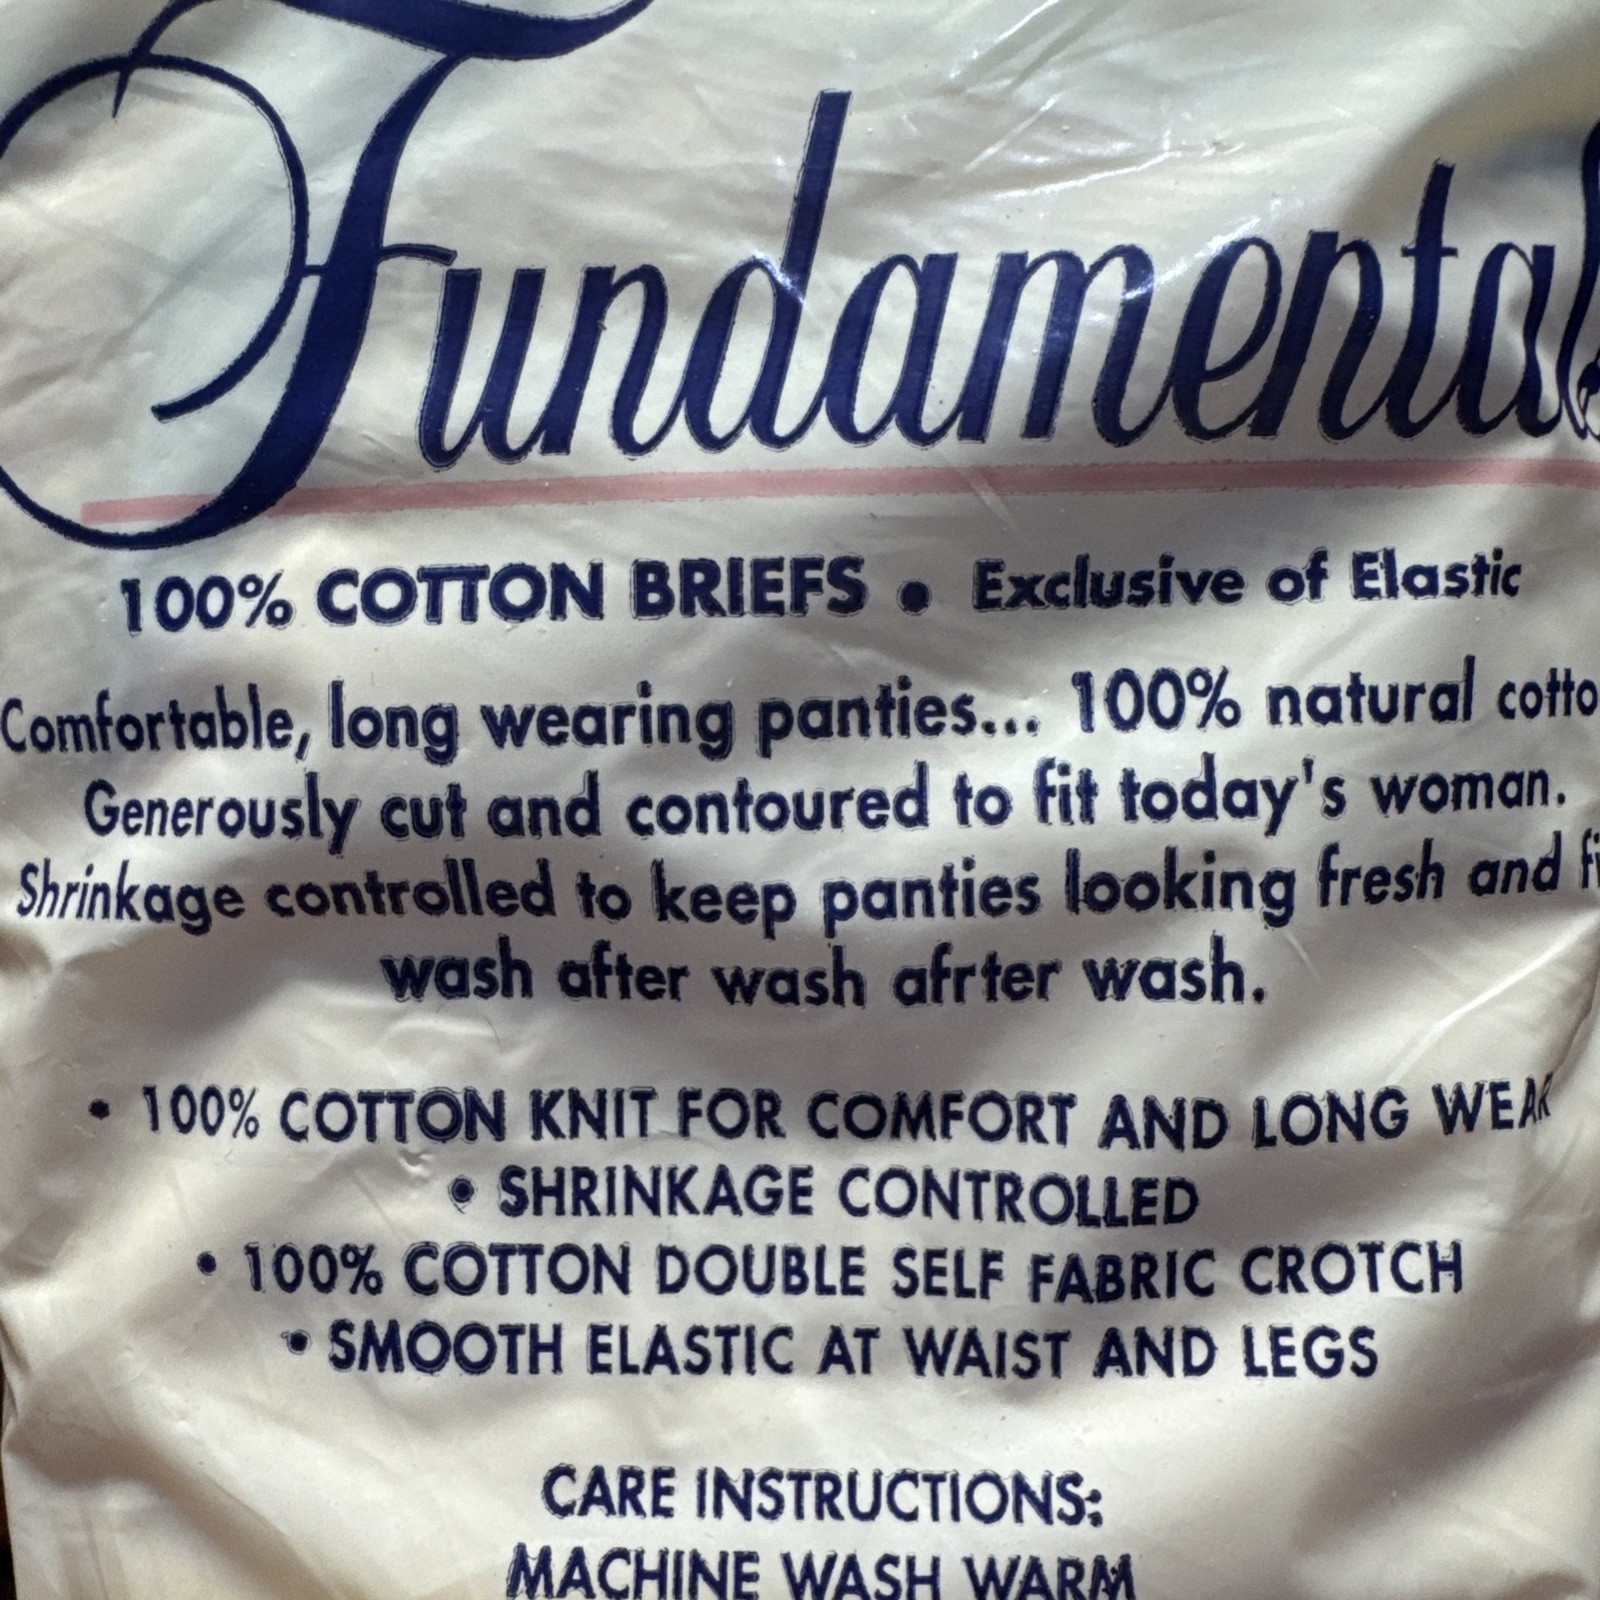 Fundamental
100% COTTON BRIEFS • Exclusive of Elastic
Comfortable, long wearing panties... 100% natural cotto
Generously cut and contoured to fit today's woman.
Shrinkage controlled to keep panties looking fresh and fi
wash after wash afrter wash.
• 100% COTTON KNIT FOR COMFORT AND LONG WEAR
• SHRINKAGE CONTROLLED
• 100% COTTON DOUBLE SELF FABRIC CROTCH
• SMOOTH ELASTIC AT WAIST AND LEGS
CARE INSTRUCTIONS:
MACHINE WASH WARM